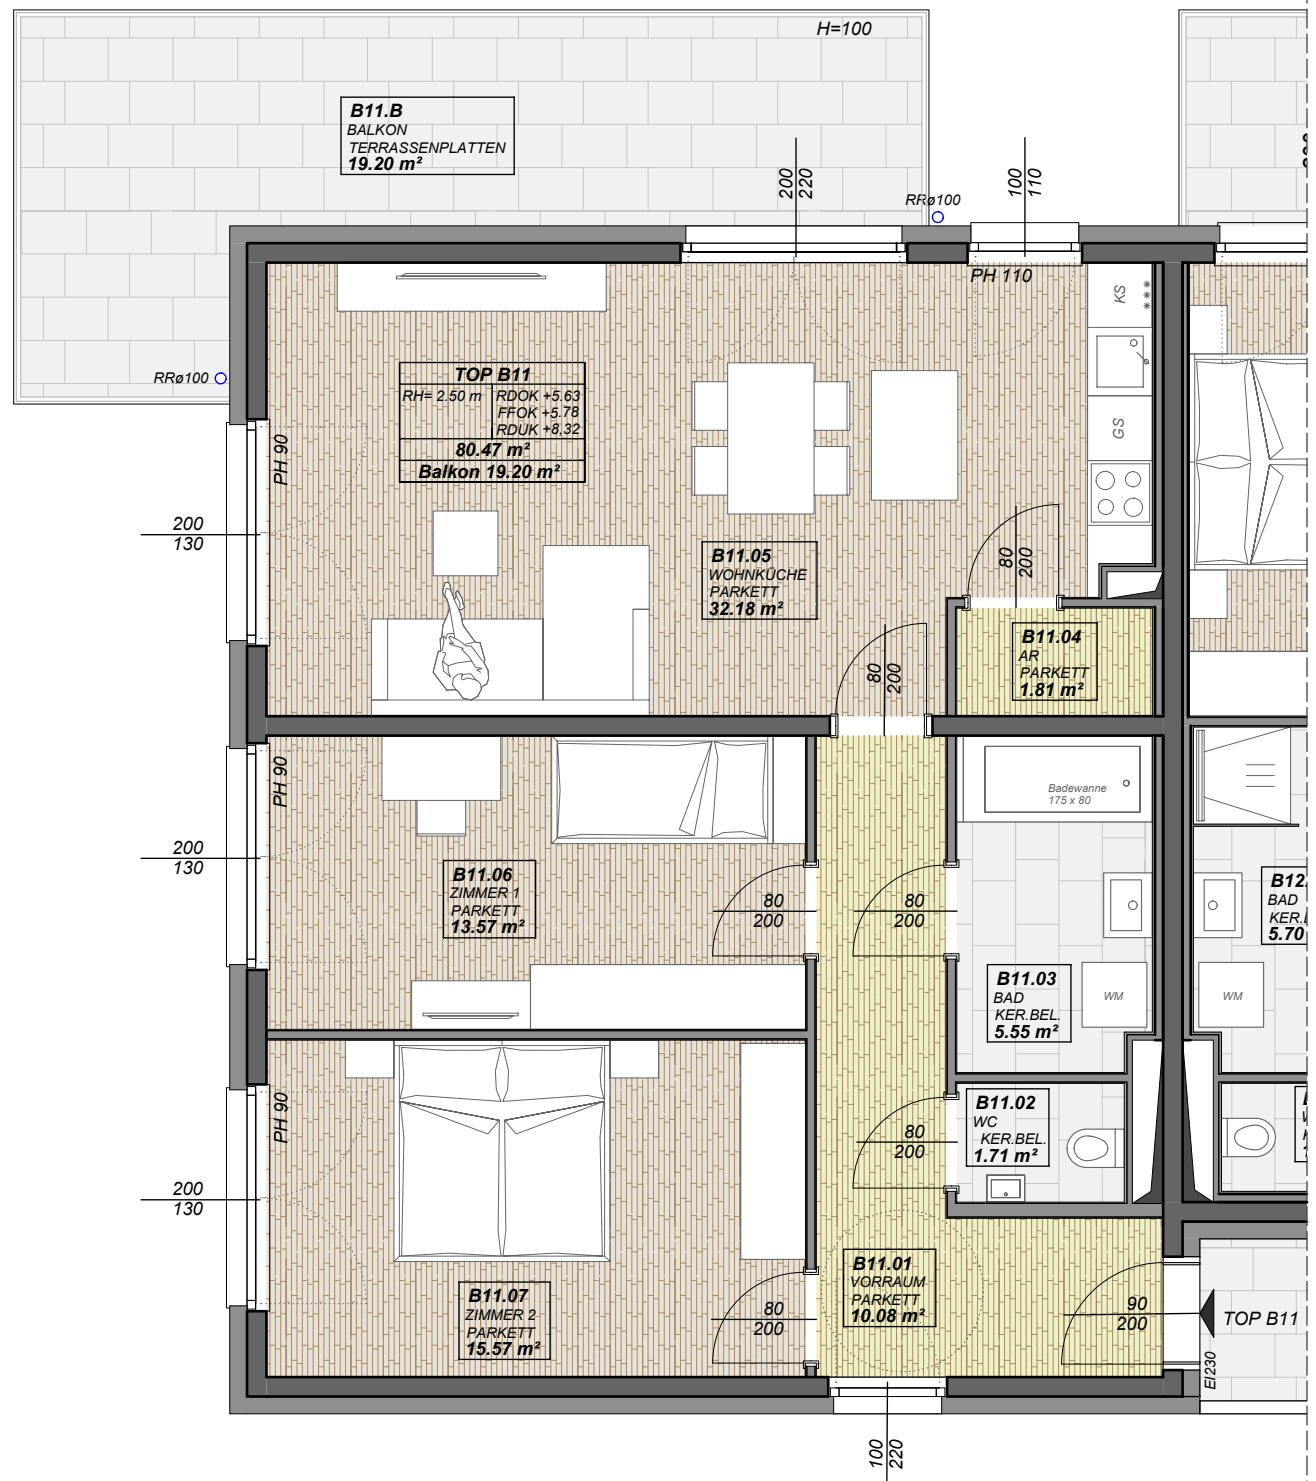 H=100
B11.B
BALKON
TERRASSENPLATTEN
19.20 m²
200
220
100
110
RRø100
PH 110
KS
TOP B11
RH= 2.50 m
RDOK +5.63
FFOK +5.78
RDUK +8,32
80.47 m²
Balkon 19.20 m²
RRø100
GS
PH 90
200
130
B11.05
WOHNKÜCHE
PARKETT
32.18 m²
80
200
B11.04
AR
PARKETT
1.81 m²
80
200
PH 90
200
130
Badewanne
175 x 80
B11.06
ZIMMER 1
PARKETT
13.57 m²
80
200
80
200
B12.
BAD
KER.
5.70
B11.03
BAD
KER.BEL.
5.55 m²
WM
WM
PH 90
200
130
80
200
B11.02
WC
KER.BEL.
1.71 m²
B11.01
VORRAUM
PARKETT
10.08 m²
B11.07
ZIMMER 2
PARKETT
15.57 m²
80
200
90
200
EI230
TOP B11
100
220